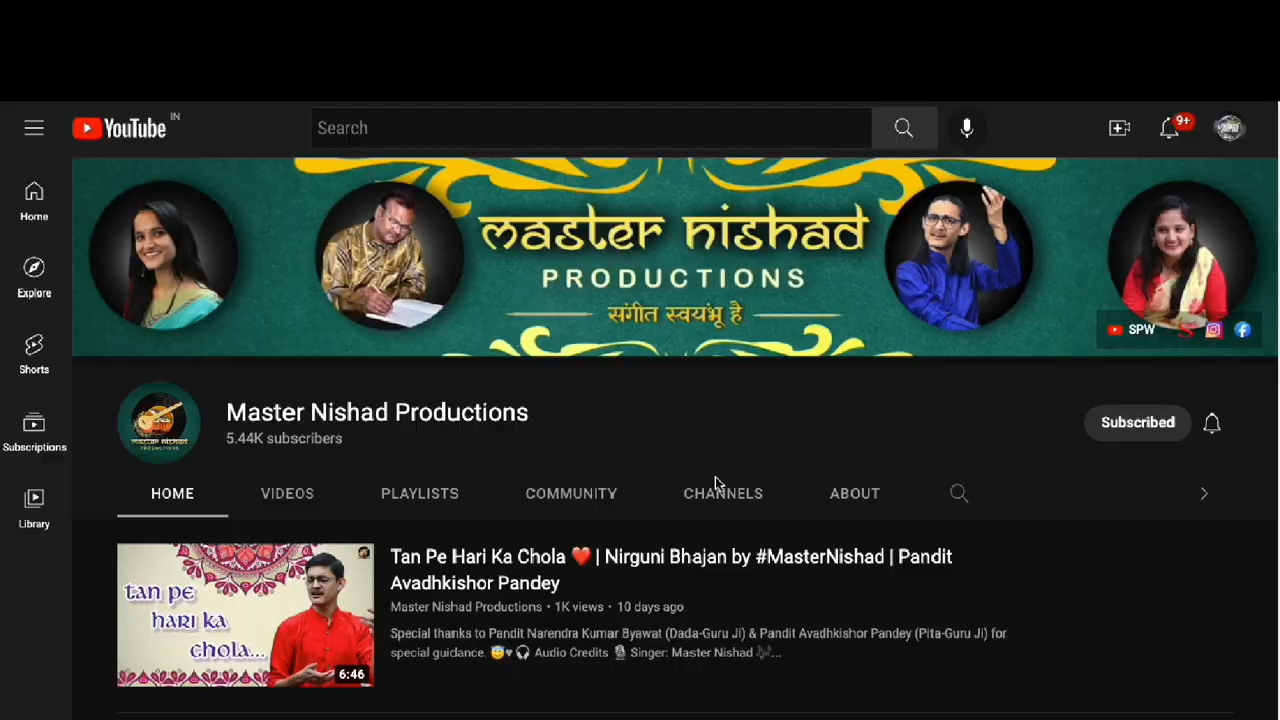 YouTube IN
Search
9+
Home
Explore
Shorts
Subscriptions
Library
master nishad
PRODUCTIONS
संगीत स्वयंभू है
SPW
master nishad
PRODUCTIONS
Master Nishad Productions
5.44K subscribers
Subscribed
HOME VIDEOS PLAYLISTS COMMUNITY CHANNELS ABOUT
tan pe
hari ka
chola...
6:46
Tan Pe Hari Ka Chola ❤️ | Nirguni Bhajan by #MasterNishad | Pandit
Avadhkishor Pandey
Master Nishad Productions • 1K views • 10 days ago
Special thanks to Pandit Narendra Kumar Byawat (Dada-Guru Ji) & Pandit Avadhkishor Pandey (Pita-Guru Ji) for
special guidance. 😇♥ 🎧 Audio Credits 🎙 Singer: Master Nishad 🎶...